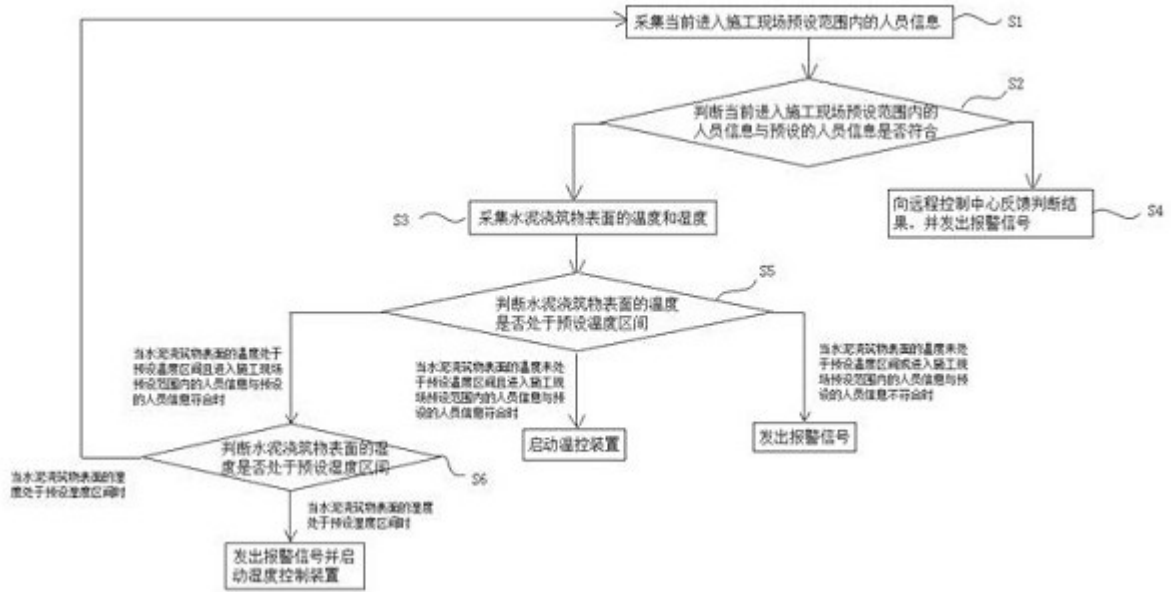 采集当前进入施工现场预设范围内的人员信息
S1
S2
判断当前进入施工现场预设范围内的
人员信息与预设的人员信息是否符合
S3
采集水泥浇筑物表面的温度和湿度
向远程控制中心反馈判断结
果，并发出报警信号
S4
S5
判断水泥浇筑物表面的温度
是否处于预设温度区间
当水泥浇筑物表面的温度处于
预设温度区间且进入施工现场
预设范围内的人员信息与预设
的人员信息符合时
当水泥浇筑物表面的温度未处
于预设温度区间且进入施工现
场预设范围内的人员信息与预
设的人员信息符合时
当水泥浇筑物表面的温度未处
于预设温度区间或进入施工现
场预设范围内的人员信息与预
设的人员信息不符合时
启动温控装置
发出报警信号
判断水泥浇筑物表面的湿
度是否处于预设湿度区间
S6
当水泥浇筑物表面的湿
度处于预设湿度区间时
当水泥浇筑物表面的湿度
处于预设湿度区间时
发出报警信号并启
动湿度控制装置